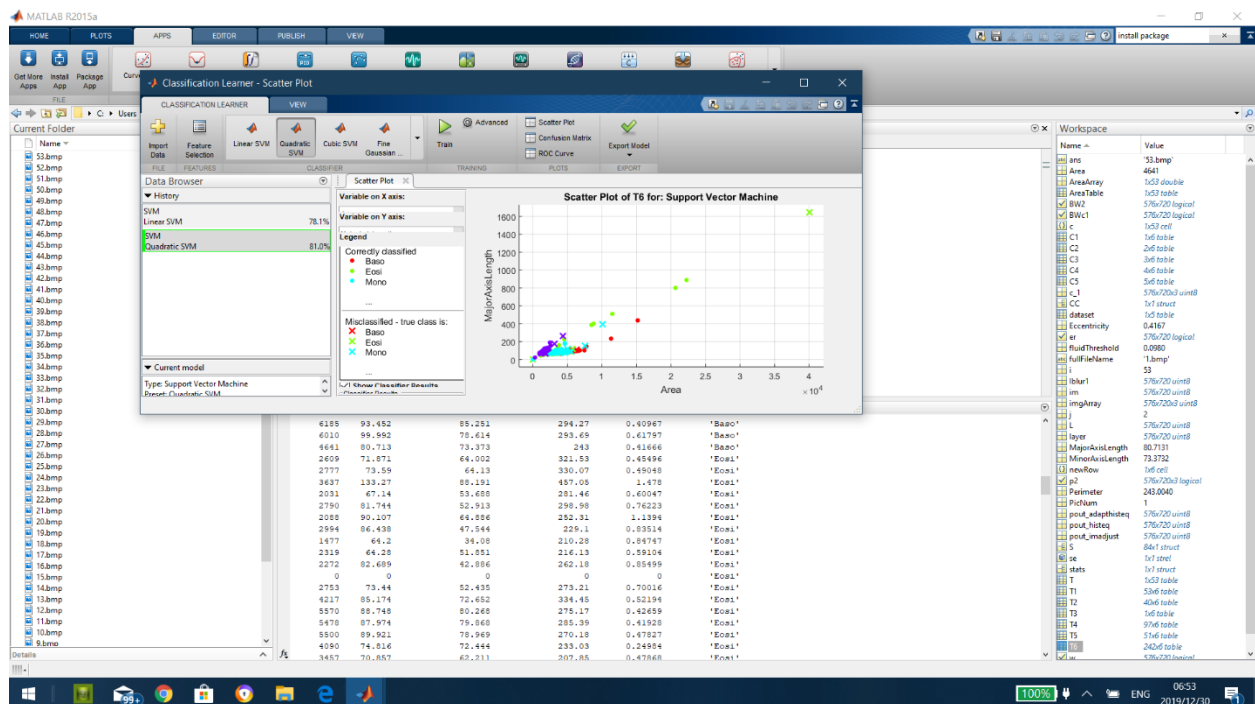 MATLAB R2015a
HOME PLOTS APPS EDITOR PUBLISH VIEW
install package
Get More Apps
Install App
Package App
FILE
C: Users
Current Folder
Name
53.bmp
52.bmp
51.bmp
50.bmp
49.bmp
48.bmp
47.bmp
46.bmp
45.bmp
44.bmp
43.bmp
42.bmp
41.bmp
40.bmp
39.bmp
38.bmp
37.bmp
36.bmp
35.bmp
34.bmp
33.bmp
32.bmp
31.bmp
30.bmp
29.bmp
28.bmp
27.bmp
26.bmp
25.bmp
24.bmp
23.bmp
22.bmp
21.bmp
20.bmp
19.bmp
18.bmp
17.bmp
16.bmp
15.bmp
14.bmp
13.bmp
12.bmp
11.bmp
10.bmp
9.bmp
Details
Classification Learner - Scatter Plot
CLASSIFICATION LEARNER VIEW
Import Data
Feature Selection
Linear SVM
Quadratic SVM
Cubic SVM
Fine Gaussian ...
Train
Advanced
Scatter Plot
Confusion Matrix
ROC Curve
Export Model
FILE FEATURES CLASSIFIER TRAINING PLOTS EXPORT
Data Browser
History
SVM
Linear SVM 78.1%
SVM
Quadratic SVM 81.0%
Current model
Type: Support Vector Machine
Preset: Quadratic SVM
Scatter Plot
Variable on X axis:
Variable on Y axis:
Legend
Correctly classified
Baso
Eosi
Mono
...
Misclassified - true class is:
Baso
Eosi
Mono
...
Show Classifier Results
Scatter Plot of T6 for: Support Vector Machine
MajorAxisLength
1600
1400
1200
1000
800
600
400
200
0
0 0.5 1 1.5 2 2.5 3 3.5 4
Area
×10⁴
6185 93.452 85.251 294.27 0.40967 'Baso'
6010 99.992 78.614 293.69 0.61797 'Baso'
4641 80.713 73.373 243 0.41666 'Baso'
2609 71.871 64.002 321.53 0.45496 'Eosi'
2777 73.59 64.13 330.07 0.49048 'Eosi'
3637 133.27 88.191 457.05 1.478 'Eosi'
2031 67.14 53.688 281.46 0.60047 'Eosi'
2790 81.744 52.913 298.98 0.76223 'Eosi'
2088 90.107 64.886 252.31 1.1394 'Eosi'
2994 86.438 47.544 229.1 0.83514 'Eosi'
1477 64.2 34.08 210.28 0.84747 'Eosi'
2319 64.28 51.851 216.13 0.59104 'Eosi'
2272 82.689 42.886 262.18 0.85499 'Eosi'
0 0 0 0 0 'Eosi'
2753 73.44 52.435 273.21 0.70016 'Eosi'
4217 85.174 72.652 334.45 0.52194 'Eosi'
5570 88.748 80.268 275.17 0.42659 'Eosi'
5478 87.974 79.868 285.39 0.41928 'Eosi'
5500 89.921 78.969 270.18 0.47827 'Eosi'
4090 74.816 72.444 233.03 0.24984 'Eosi'
3457 70.857 62.211 207.85 0.47868 'Eosi'
fx
Workspace
Name Value
ans '53.bmp'
Area 4641
AreaArray 1x53 double
AreaTable 1x53 table
BW2 576x720 logical
BWc1 576x720 logical
c 1x53 cell
C1 1x6 table
C2 2x6 table
C3 3x6 table
C4 4x6 table
C5 5x6 table
c_1 576x720x3 uint8
CC 1x1 struct
dataset 1x5 table
Eccentricity 0.4167
er 576x720 logical
fluidThreshold 0.0980
fullFileName '1.bmp'
i 53
Iblur1 576x720 uint8
im 576x720 uint8
imgArray 576x720x3 uint8
j 2
L 576x720 uint8
layer 576x720 uint8
MajorAxisLength 80.7131
MinorAxisLength 73.3732
newRow 1x6 cell
p2 576x720x3 logical
Perimeter 243.0040
PicNum 1
pout_adapthisteq 576x720 uint8
pout_histeq 576x720 uint8
pout_imadjust 576x720 uint8
S 84x1 struct
se 1x1 strel
stats 1x1 struct
T 1x53 table
T1 53x6 table
T2 40x6 table
T3 1x6 table
T4 97x6 table
T5 51x6 table
T6 242x6 table
w 576x720 logical
99+
100%
ENG
06:53
2019/12/30